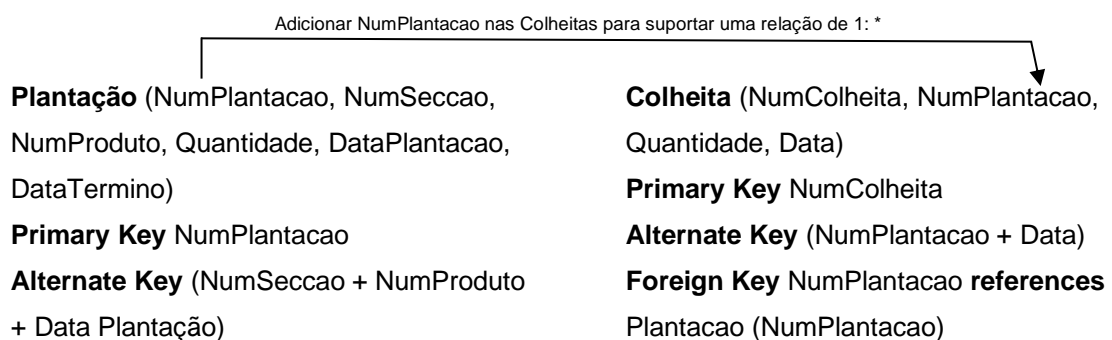 Adicionar NumPlantacao nas Colheitas para suportar uma relação de 1: *
Plantação (NumPlantacao, NumSeccao,
NumProduto, Quantidade, DataPlantacao,
DataTermino)
Primary Key NumPlantacao
Alternate Key (NumSeccao + NumProduto
+ Data Plantação)
Colheita (NumColheita, NumPlantacao,
Quantidade, Data)
Primary Key NumColheita
Alternate Key (NumPlantacao + Data)
Foreign Key NumPlantacao references
Plantacao (NumPlantacao)